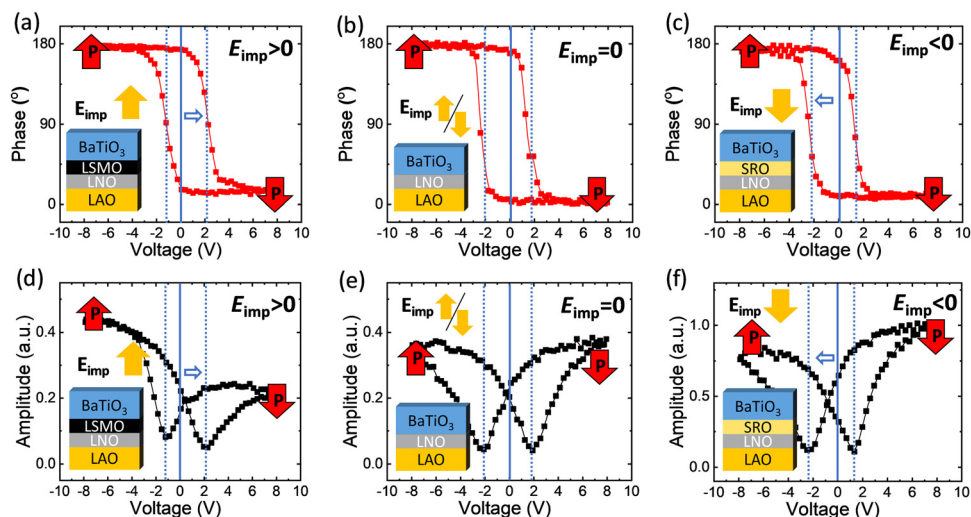 (a)
180
90
0
Phase (°)
P
E_imp>0
E_imp
BaTiO₃
LSMO
LNO
LAO
P
-10 -8 -6 -4 -2 0 2 4 6 8 10
Voltage (V)
(b)
180
90
0
Phase (°)
P
E_imp=0
E_imp
BaTiO₃
LNO
LAO
P
-10 -8 -6 -4 -2 0 2 4 6 8 10
Voltage (V)
(c)
180
90
0
Phase (°)
P
E_imp<0
E_imp
BaTiO₃
SRO
LNO
LAO
P
-10 -8 -6 -4 -2 0 2 4 6 8 10
Voltage (V)
(d)
0.4
0.2
0.0
Amplitude (a.u.)
P
E_imp>0
E_imp
BaTiO₃
LSMO
LNO
LAO
P
-10 -8 -6 -4 -2 0 2 4 6 8 10
Voltage (V)
(e)
0.4
0.2
0.0
Amplitude (a.u.)
E_imp
E_imp=0
P
P
BaTiO₃
LNO
LAO
-10 -8 -6 -4 -2 0 2 4 6 8 10
Voltage (V)
(f)
1.0
0.5
0.0
Amplitude (a.u.)
E_imp
E_imp<0
P
P
BaTiO₃
SRO
LNO
LAO
-10 -8 -6 -4 -2 0 2 4 6 8 10
Voltage (V)